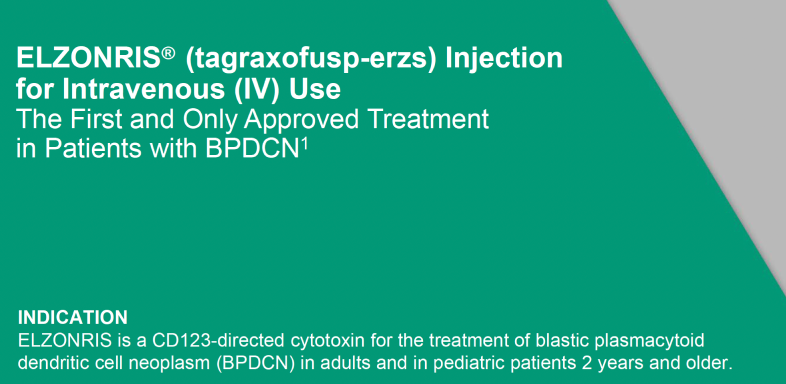 ELZONRIS® (tagraxofusp-erzs) Injection
for Intravenous (IV) Use
The First and Only Approved Treatment
in Patients with BPDCN¹
INDICATION
ELZONRIS is a CD123-directed cytotoxin for the treatment of blastic plasmacytoid
dendritic cell neoplasm (BPDCN) in adults and in pediatric patients 2 years and older.